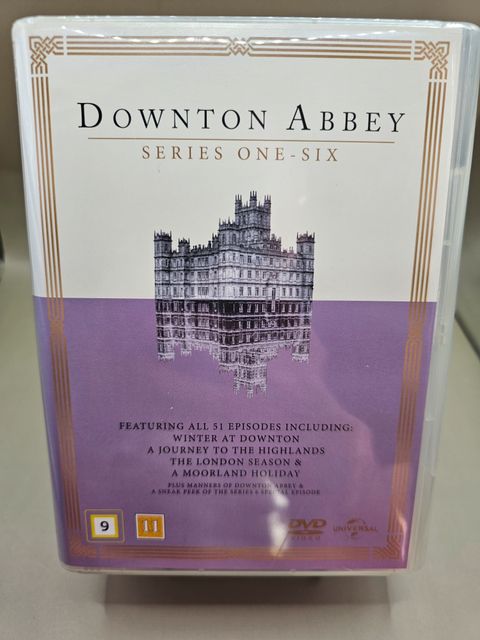 DOWNTON ABBEY
SERIES ONE-SIX
FEATURING ALL 51 EPISODES INCLUDING:
WINTER AT DOWNTON
A JOURNEY TO THE HIGHLANDS
THE LONDON SEASON &
A MOORLAND HOLIDAY
PLUS MANNERS OF DOWNTON ABBEY &
A SNEAK PEEK OF THE SERIES 6 SPECIAL EPISODE
9
11
DVD
VIDEO
UNIVERSAL